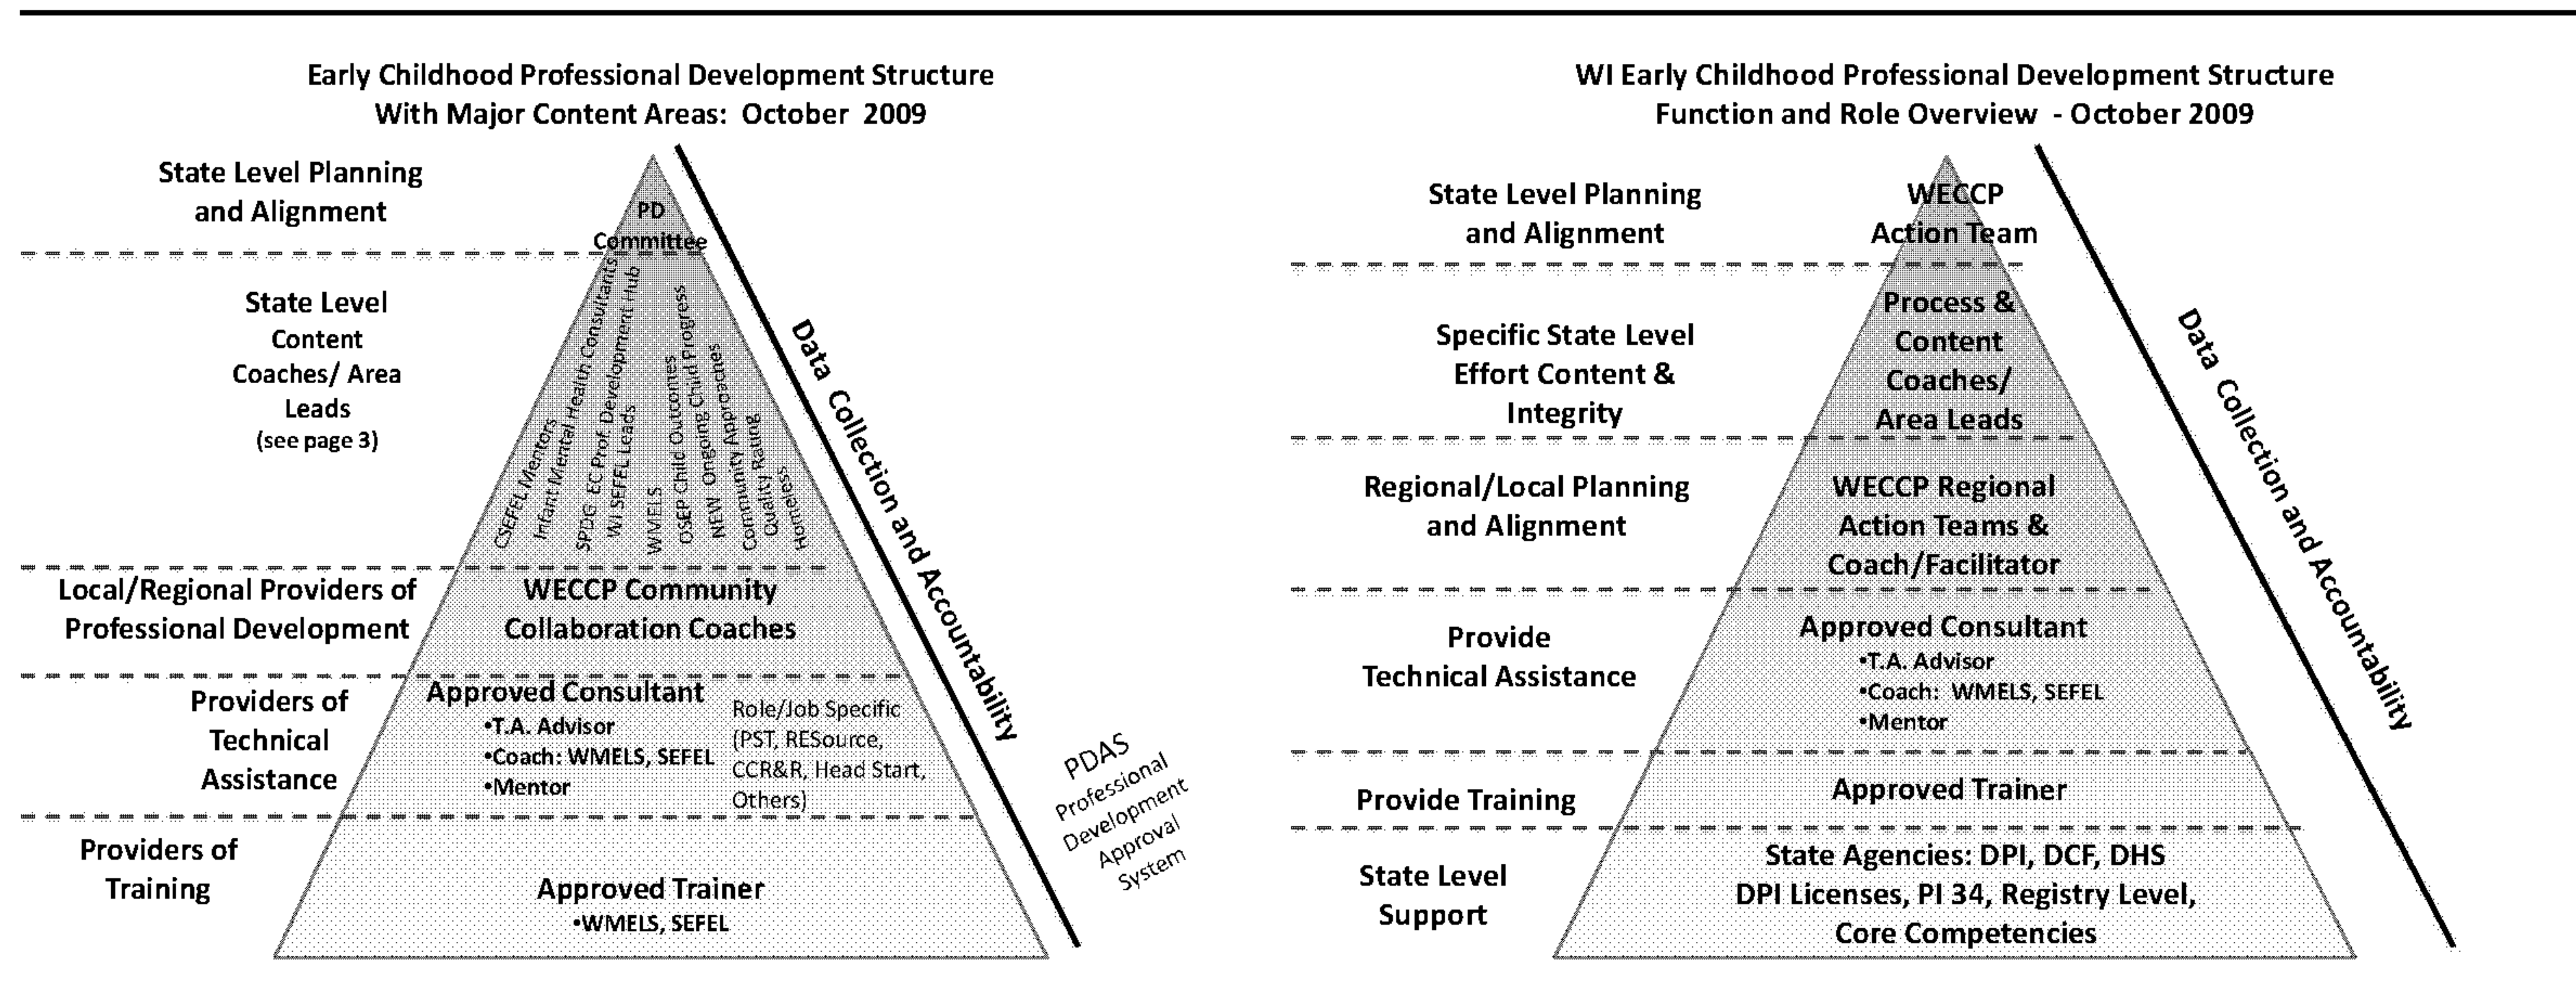 Early Childhood Professional Development Structure
With Major Content Areas: October 2009
State Level Planning
and Alignment
PD
Committee
State Level
Content
Coaches/ Area
Leads
(see page 3)
CSEFEL Mentors
Infant Mental Health Consultants
SPDG EC Prof. Development Hub
WI SEFEL Leads
WMELS
OSEP Child Outcomes
NEW Ongoing Child Progress
Community Approaches
Quality Rating
Homeless
Local/Regional Providers of
Professional Development
WECCP Community
Collaboration Coaches
Providers of
Technical
Assistance
Approved Consultant
•T.A. Advisor
•Coach: WMELS, SEFEL
•Mentor
Role/Job Specific
(PST, RESource,
CCR&R, Head Start,
Others)
Providers of
Training
Approved Trainer
•WMELS, SEFEL
Data Collection and Accountability
PDAS
Professional
Development
Approval
System
WI Early Childhood Professional Development Structure
Function and Role Overview - October 2009
State Level Planning
and Alignment
WECCP
Action Team
Specific State Level
Effort Content &
Integrity
Process &
Content
Coaches/
Area Leads
Regional/Local Planning
and Alignment
WECCP Regional
Action Teams &
Coach/Facilitator
Provide
Technical Assistance
Approved Consultant
•T.A. Advisor
•Coach: WMELS, SEFEL
•Mentor
Provide Training
Approved Trainer
State Level
Support
State Agencies: DPI, DCF, DHS
DPI Licenses, PI 34, Registry Level,
Core Competencies
Data Collection and Accountability